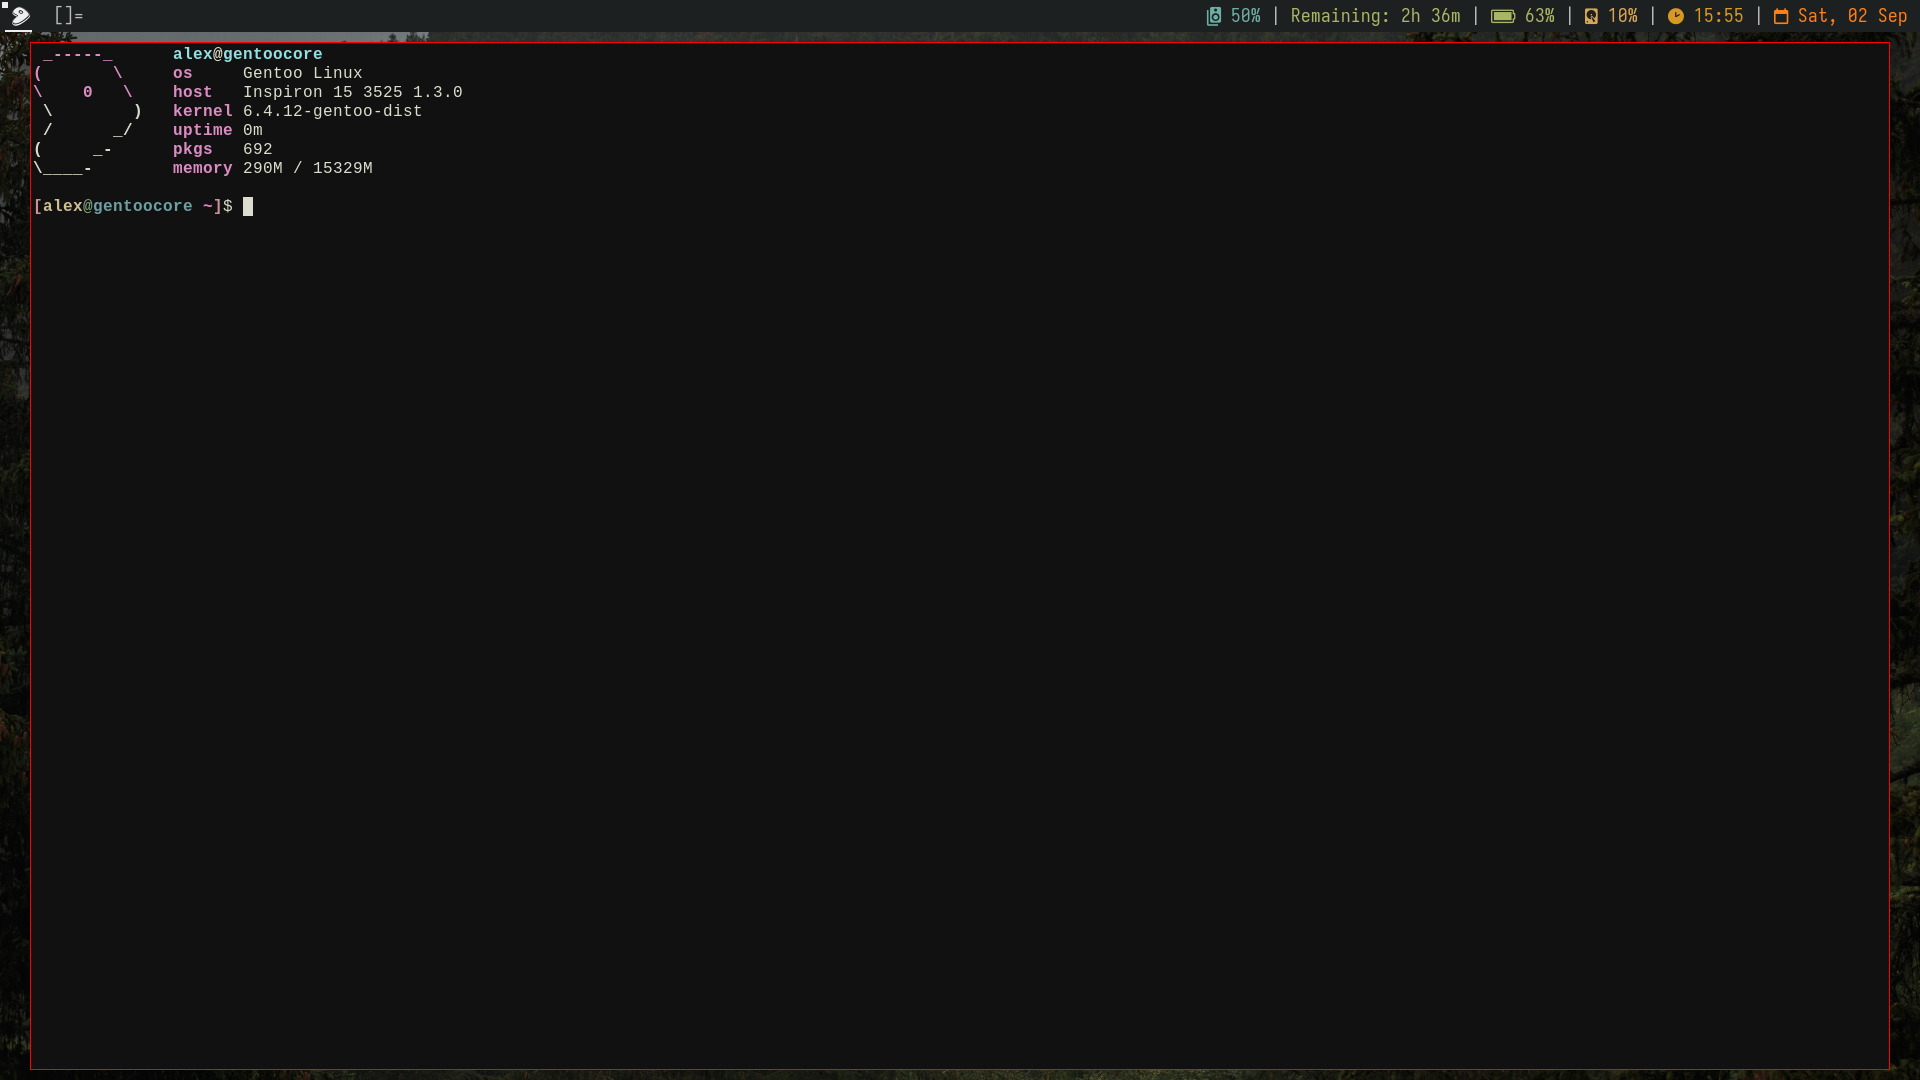 []= 50% | Remaining: 2h 36m | 63% | 10% | 15:55 | Sat, 02 Sep
 _-----_      alex@gentoocore
(       \     os     Gentoo Linux
\    0   \    host   Inspiron 15 3525 1.3.0
 \        )   kernel 6.4.12-gentoo-dist
 /      _/    uptime 0m
(     _-      pkgs   692
\____-        memory 290M / 15329M
[alex@gentoocore ~]$